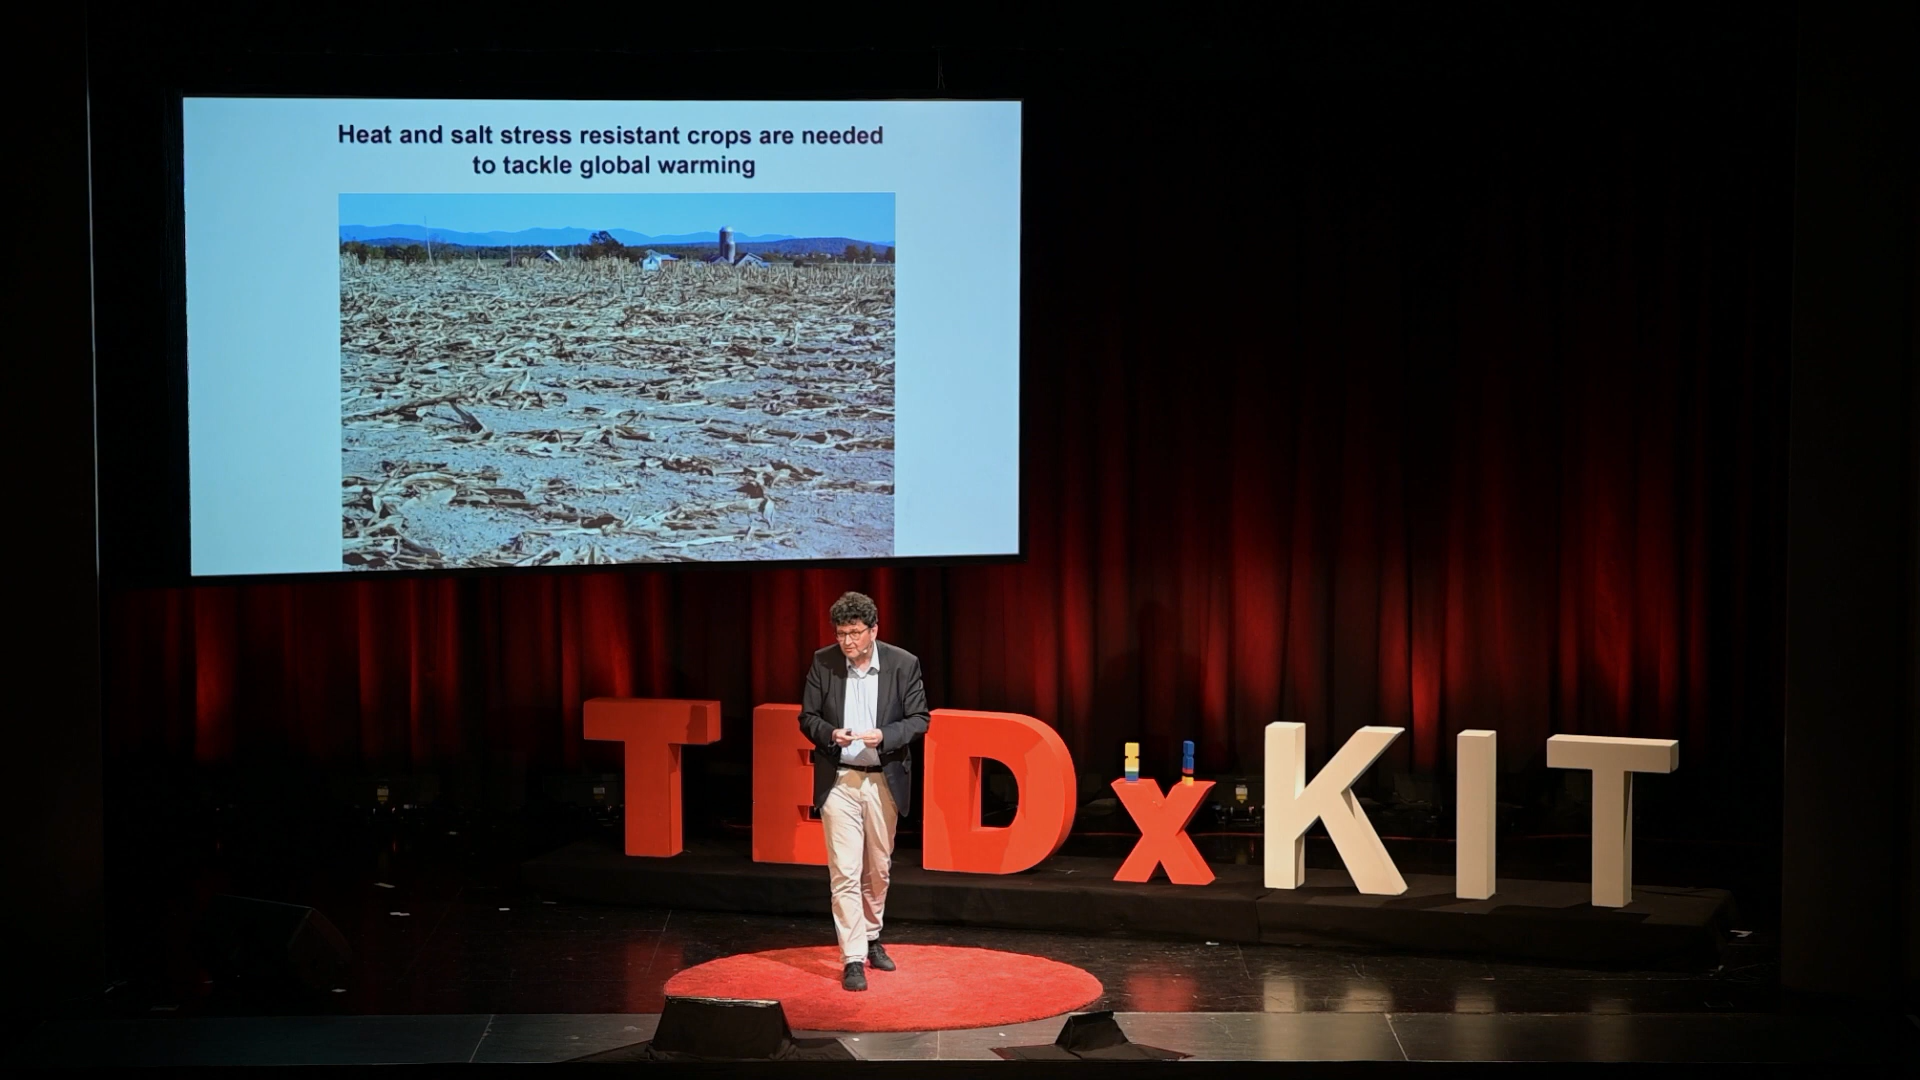 Heat and salt stress resistant crops are needed
to tackle global warming
TEDxKIT